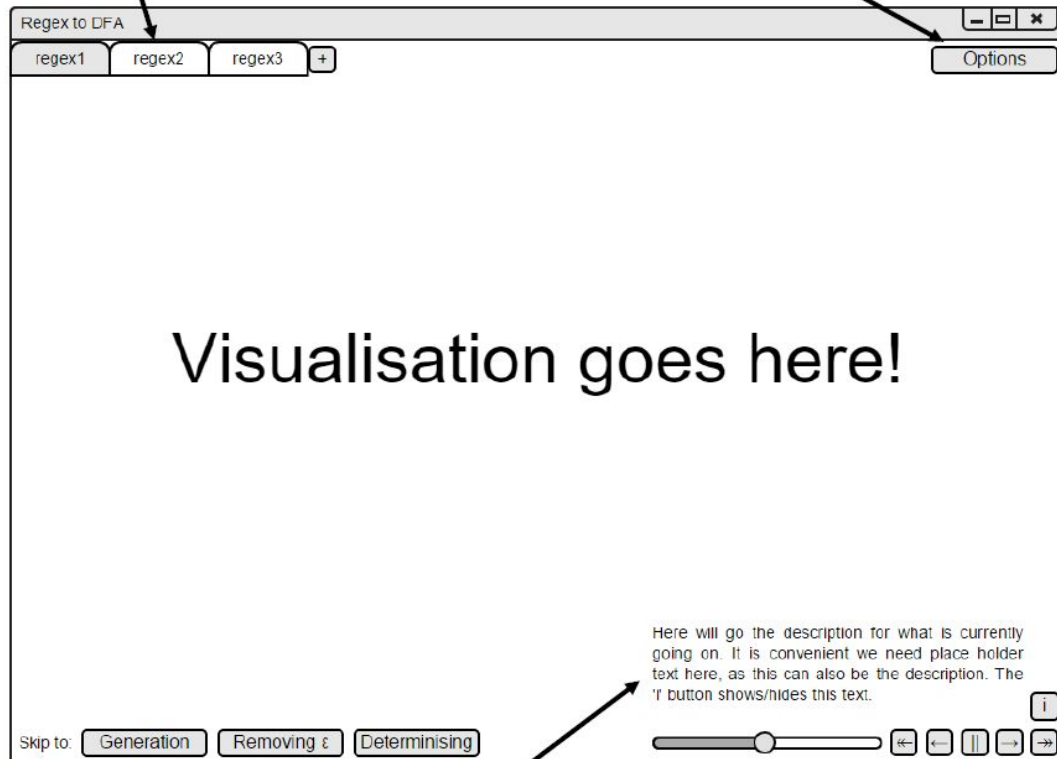 Regex to DFA
regex1 regex2 regex3 + Options
Visualisation goes here!
Here will go the description for what is currently
going on. It is convenient we need place holder
text here, as this can also be the description. The
'i' button shows/hides this text.
i
Skip to: Generation Removing ε Determinising ↞ ← || → ↠